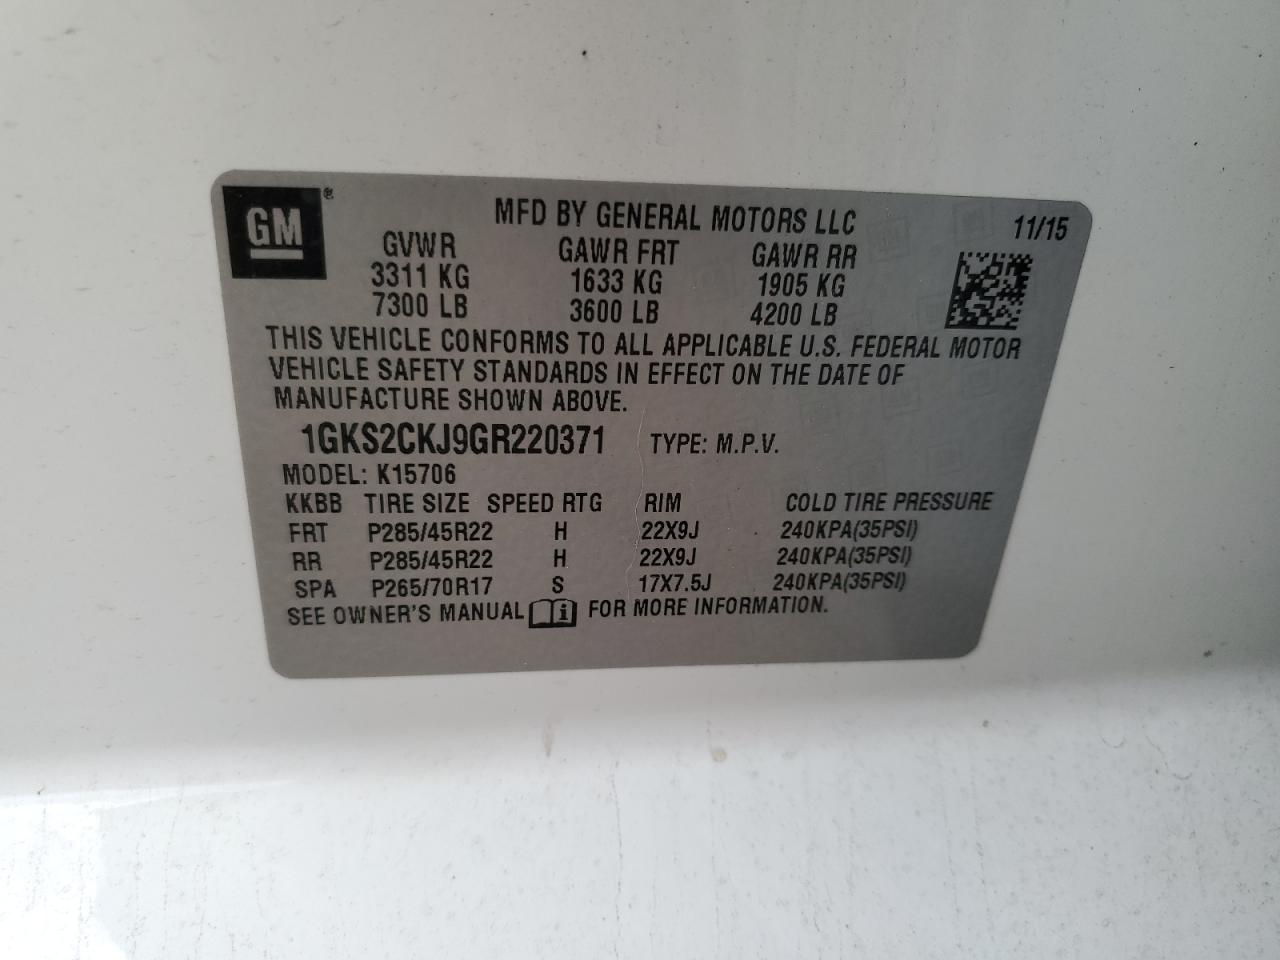 GM®
MFD BY GENERAL MOTORS LLC 11/15
GVWR GAWR FRT GAWR RR
3311 KG 1633 KG 1905 KG
7300 LB 3600 LB 4200 LB
THIS VEHICLE CONFORMS TO ALL APPLICABLE U.S. FEDERAL MOTOR
VEHICLE SAFETY STANDARDS IN EFFECT ON THE DATE OF
MANUFACTURE SHOWN ABOVE.
1GKS2CKJ9GR220371 TYPE: M.P.V.
MODEL: K15706
KKBB TIRE SIZE SPEED RTG RIM COLD TIRE PRESSURE
FRT P285/45R22 H 22X9J 240KPA(35PSI)
RR P285/45R22 H 22X9J 240KPA(35PSI)
SPA P265/70R17 S 17X7.5J 240KPA(35PSI)
SEE OWNER'S MANUAL i FOR MORE INFORMATION.